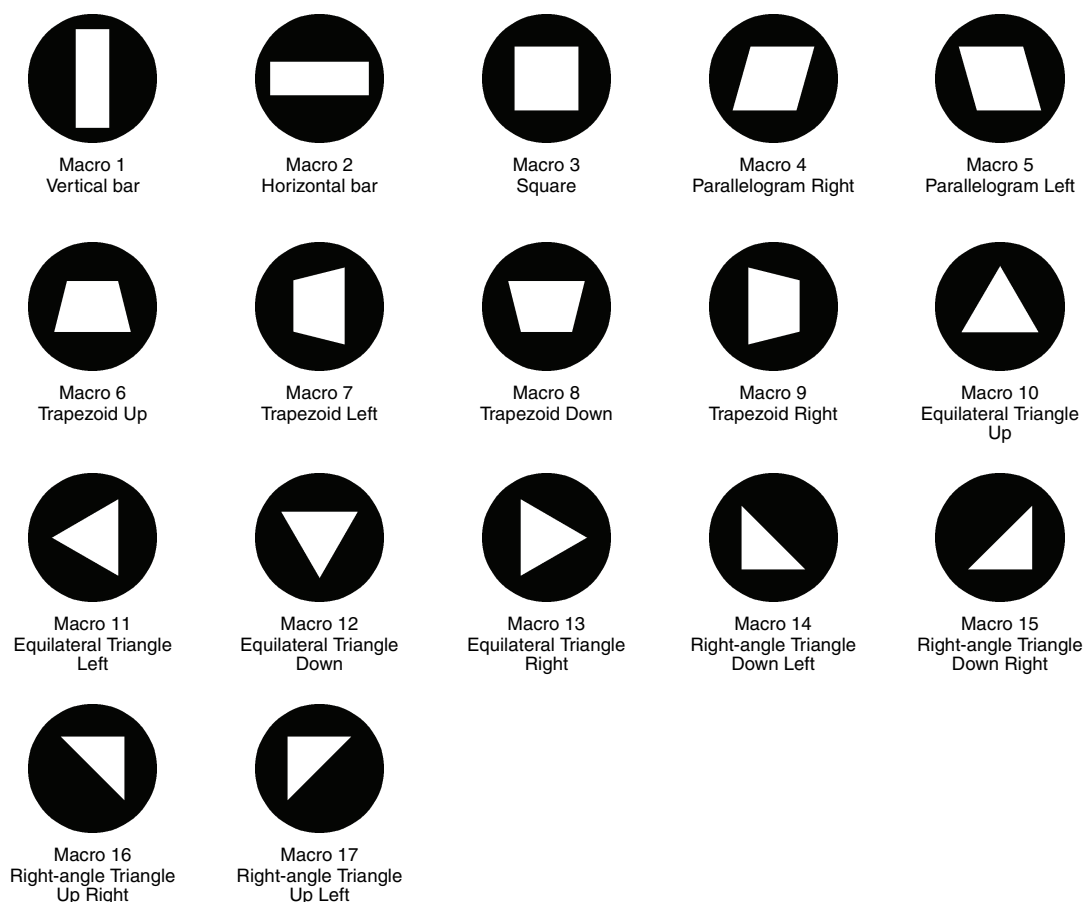 Macro 1
Vertical bar
Macro 2
Horizontal bar
Macro 3
Square
Macro 4
Parallelogram Right
Macro 5
Parallelogram Left
Macro 6
Trapezoid Up
Macro 7
Trapezoid Left
Macro 8
Trapezoid Down
Macro 9
Trapezoid Right
Macro 10
Equilateral Triangle
Up
Macro 11
Equilateral Triangle
Left
Macro 12
Equilateral Triangle
Down
Macro 13
Equilateral Triangle
Right
Macro 14
Right-angle Triangle
Down Left
Macro 15
Right-angle Triangle
Down Right
Macro 16
Right-angle Triangle
Up Right
Macro 17
Right-angle Triangle
Up Left